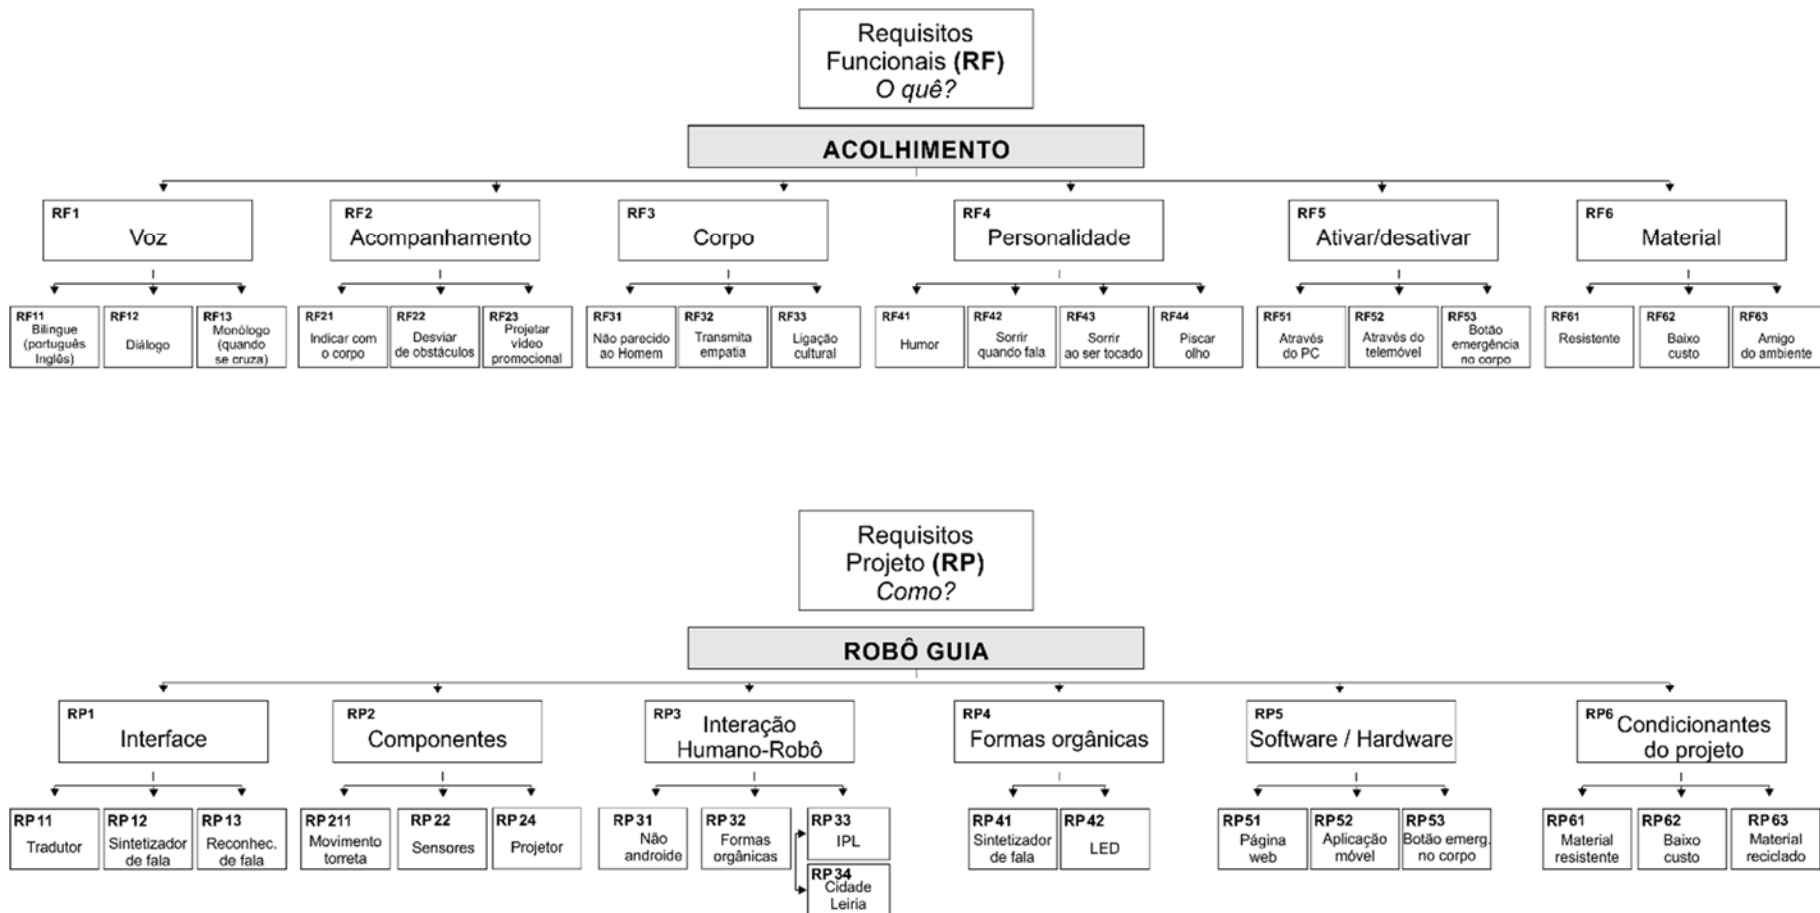 Requisitos
Funcionais (RF)
O quê?
ACOLHIMENTO
RF1
Voz
RF2
Acompanhamento
RF3
Corpo
RF4
Personalidade
RF5
Ativar/desativar
RF6
Material
RF11
Bilingue
(português
Inglês)
RF12
Diálogo
RF13
Monólogo
(quando
se cruza)
RF21
Indicar com
o corpo
RF22
Desviar
de obstáculos
RF23
Projetar
vídeo
promocional
RF31
Não parecido
ao Homem
RF32
Transmita
empatia
RF33
Ligação
cultural
RF41
Humor
RF42
Sorrir
quando fala
RF43
Sorrir
ao ser tocado
RF44
Piscar
olho
RF51
Através
do PC
RF52
Através do
telemóvel
RF53
Botão
emergência
no corpo
RF61
Resistente
RF62
Baixo
custo
RF63
Amigo
do ambiente
Requisitos
Projeto (RP)
Como?
ROBÔ GUIA
RP1
Interface
RP2
Componentes
RP3
Interação
Humano-Robô
RP4
Formas orgânicas
RP5
Software / Hardware
RP6
Condicionantes
do projeto
RP11
Tradutor
RP12
Sintetizador
de fala
RP13
Reconhec.
de fala
RP211
Movimento
torreta
RP22
Sensores
RP24
Projetor
RP31
Não
androide
RP32
Formas
orgânicas
RP33
IPL
RP34
Cidade
Leiria
RP41
Sintetizador
de fala
RP42
LED
RP51
Página
web
RP52
Aplicação
móvel
RP53
Botão emerg.
no corpo
RP61
Material
resistente
RP62
Baixo
custo
RP63
Material
reciclado